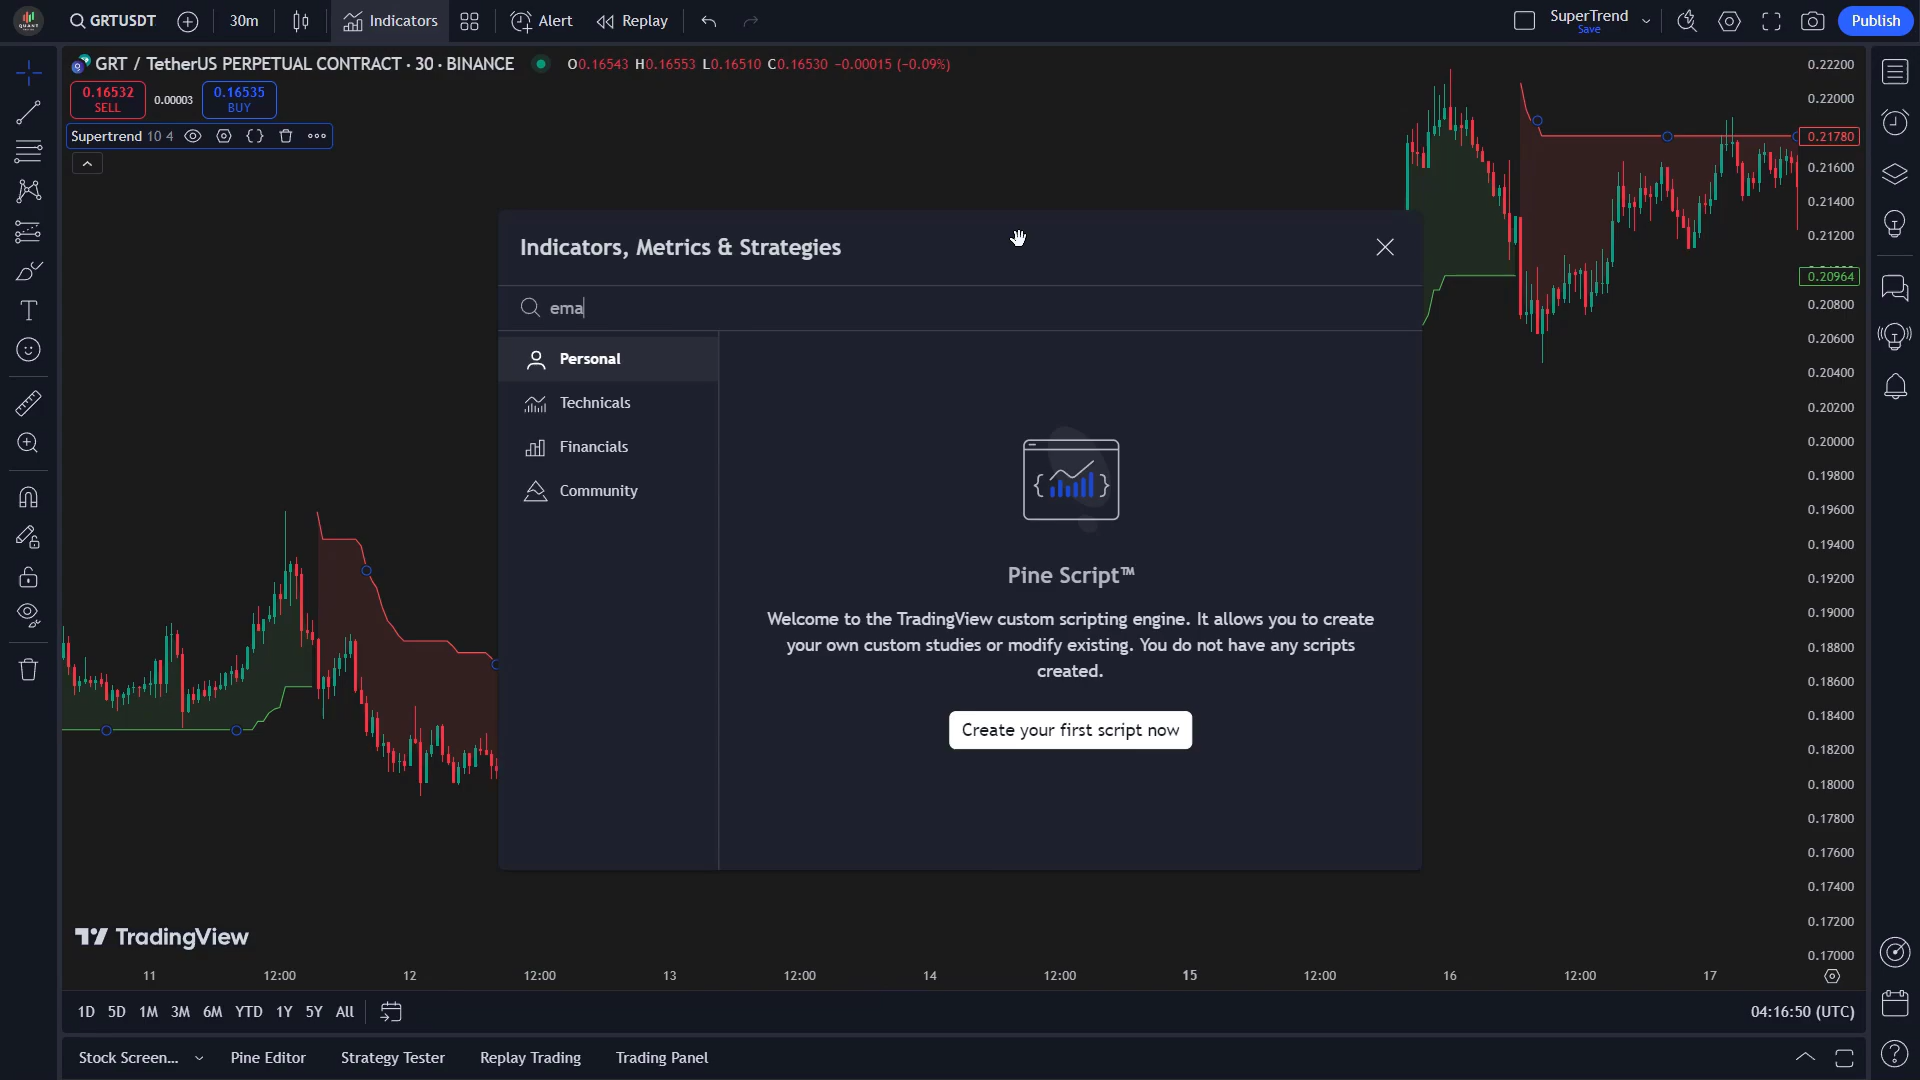 GRTUSDT
30m
Indicators
Alert
Replay
SuperTrend
Save
Publish
GRT / TetherUS PERPETUAL CONTRACT · 30 · BINANCE
O0.16543 H0.16553 L0.16510 C0.16530 −0.00015 (−0.09%)
0.16532
SELL
0.00003
0.16535
BUY
Supertrend 10 4
Indicators, Metrics & Strategies
ema
Personal
Technicals
Financials
Community
Pine Script™
Welcome to the TradingView custom scripting engine. It allows you to create
your own custom studies or modify existing. You do not have any scripts
created.
Create your first script now
0.22200
0.22000
0.21780
0.21600
0.21400
0.21200
0.20964
0.20800
0.20600
0.20400
0.20200
0.20000
0.19800
0.19600
0.19400
0.19200
0.19000
0.18800
0.18600
0.18400
0.18200
0.18000
0.17800
0.17600
0.17400
0.17200
0.17000
TradingView
11 12:00 12 12:00 13 12:00 14 12:00 15 12:00 16 12:00 17
1D 5D 1M 3M 6M YTD 1Y 5Y All
04:16:50 (UTC)
Stock Screen... Pine Editor Strategy Tester Replay Trading Trading Panel